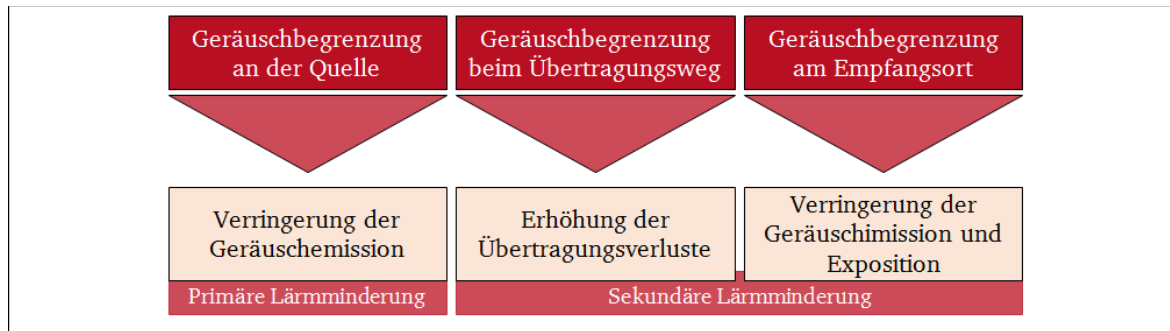 Geräuschbegrenzung
an der Quelle
Geräuschbegrenzung
beim Übertragungsweg
Geräuschbegrenzung
am Empfangsort
Verringerung der
Geräuschemission
Erhöhung der
Übertragungsverluste
Verringerung der
Geräuschimission und
Exposition
Primäre Lärmminderung
Sekundäre Lärmminderung